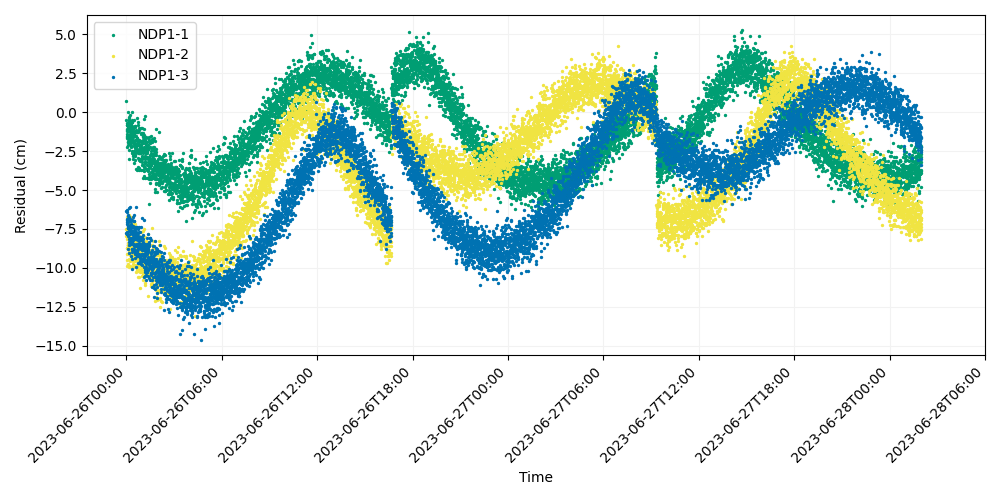 NDP1-1
NDP1-2
NDP1-3
5.0
2.5
0.0
−2.5
−5.0
−7.5
−10.0
−12.5
−15.0
Residual (cm)
2023-06-26T00:00
2023-06-26T06:00
2023-06-26T12:00
2023-06-26T18:00
2023-06-27T00:00
2023-06-27T06:00
2023-06-27T12:00
2023-06-27T18:00
2023-06-28T00:00
2023-06-28T06:00
Time